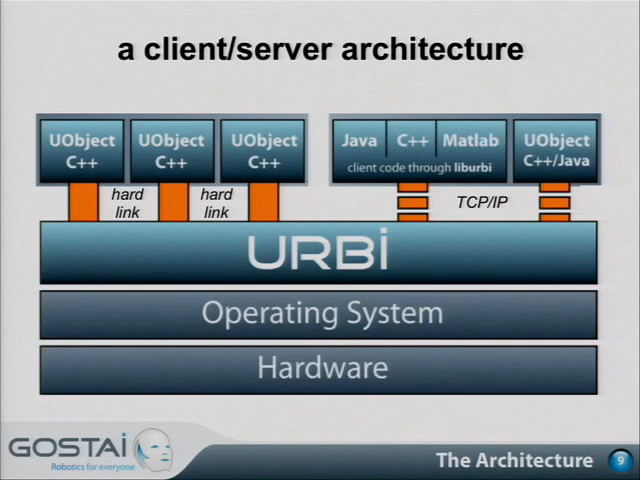 a client/server architecture
UObject
C++
UObject
C++
UObject
C++
Java
C++
Matlab
client code through liburbi
UObject
C++/Java
hard
link
hard
link
TCP/IP
URBI
Operating System
Hardware
GOSTAI
Robotics for everyone
The Architecture
9